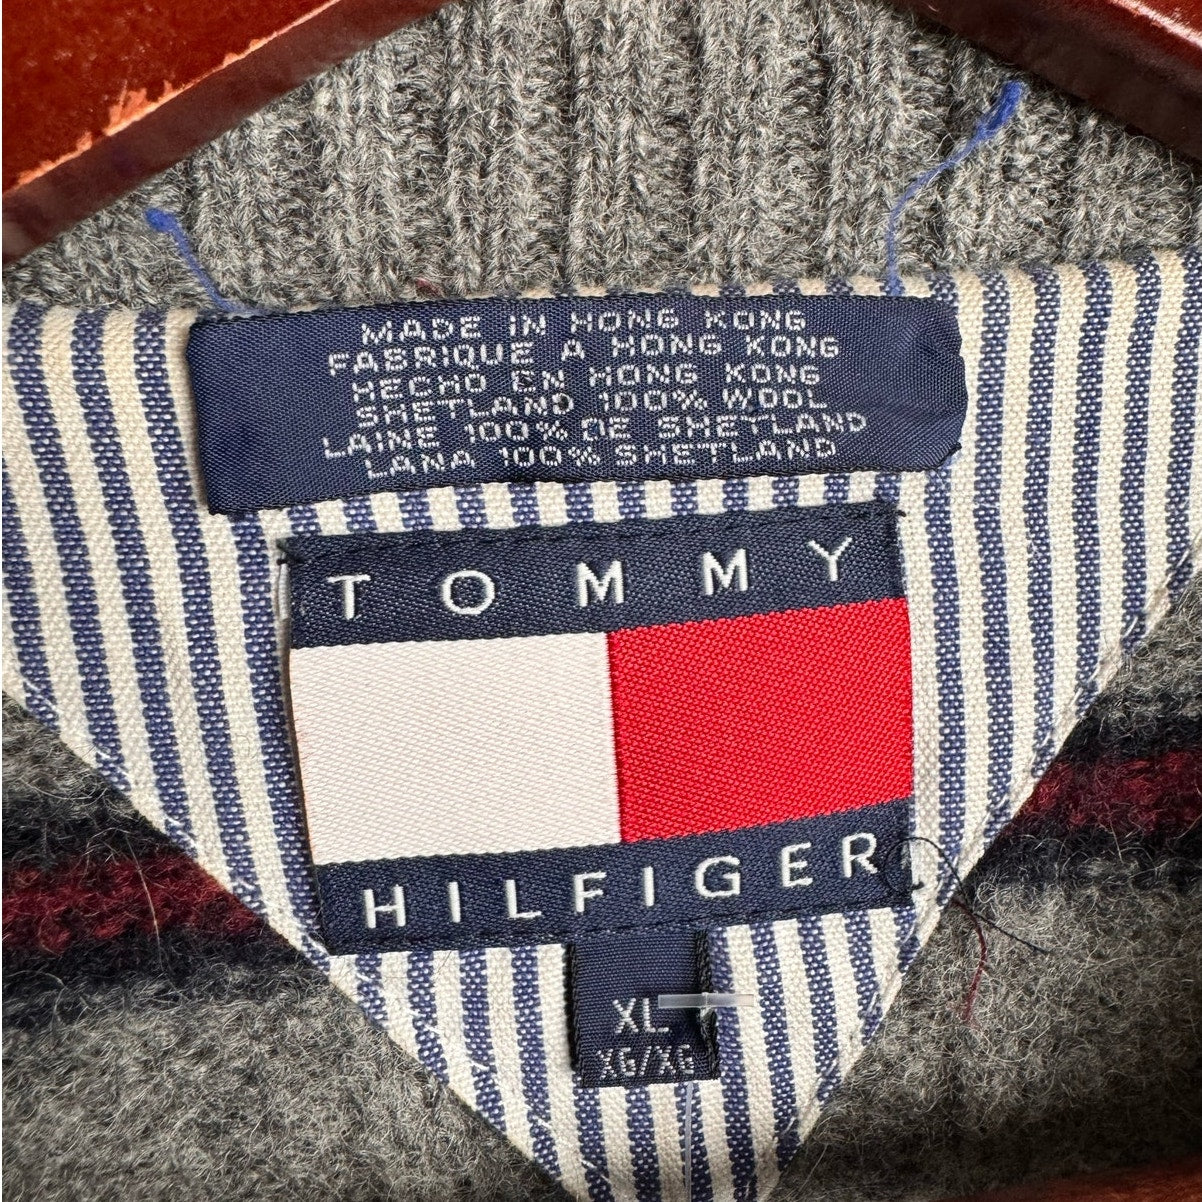 MADE IN HONG KONG
FABRIQUE A HONG KONG
HECHO EN HONG KONG
SHETLAND 100% WOOL
LAINE 100% DE SHETLAND
LANA 100% SHETLAND
TOMMY
HILFIGER
XL
XG/XG